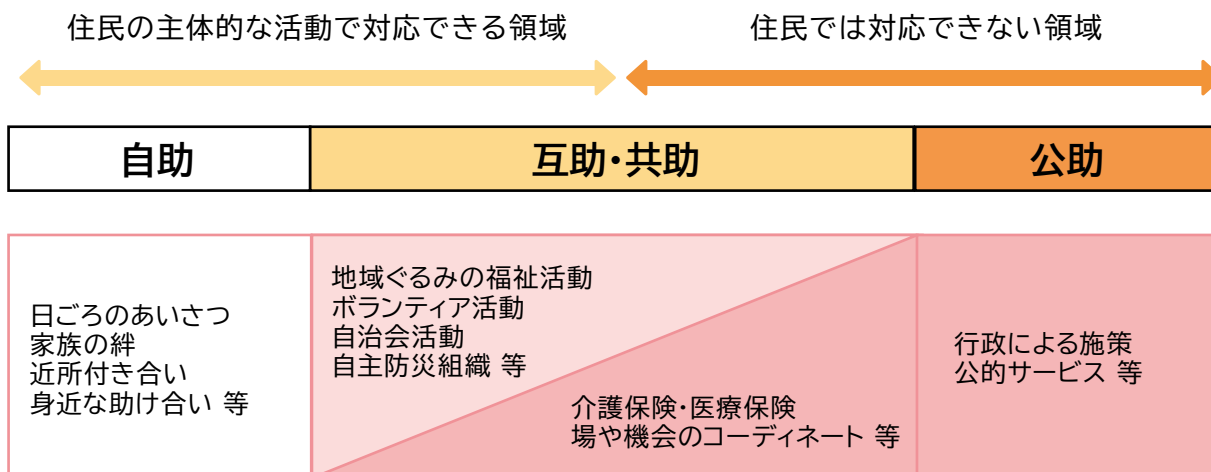 住民の主体的な活動で対応できる領域
住民では対応できない領域
自助
互助・共助
公助
日ごろのあいさつ
家族の絆
近所付き合い
身近な助け合い 等
地域ぐるみの福祉活動
ボランティア活動
自治会活動
自主防災組織 等
介護保険・医療保険
場や機会のコーディネート 等
行政による施策
公的サービス 等